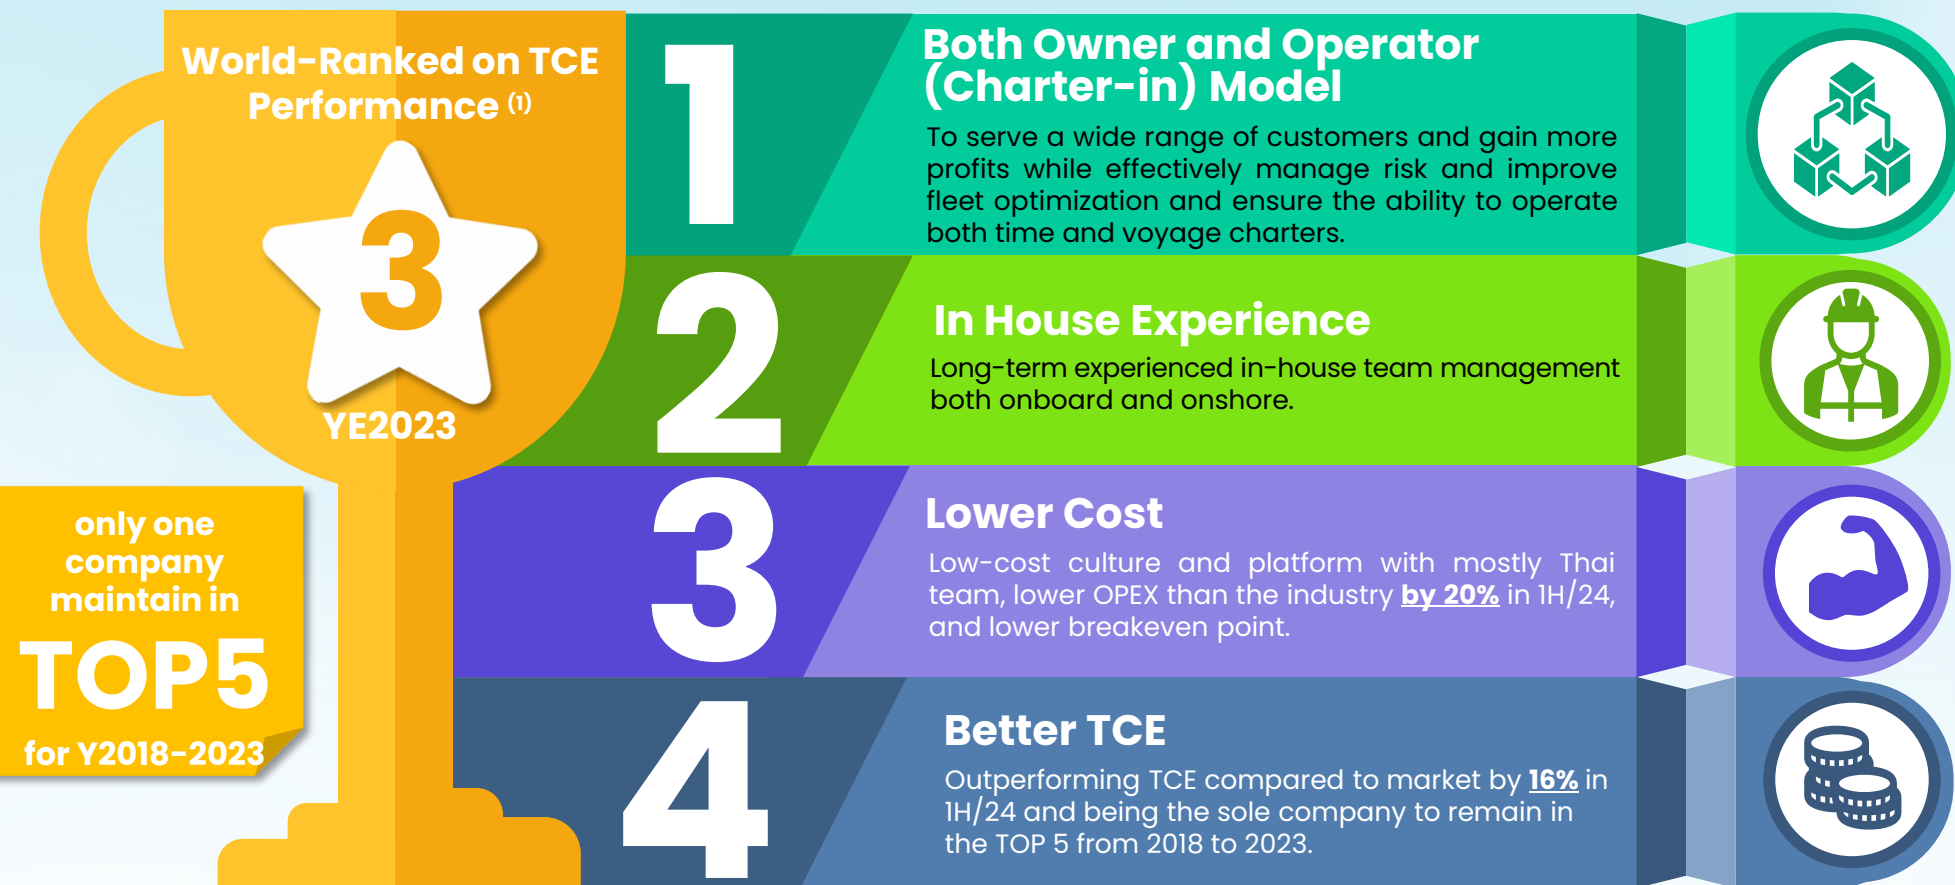 World-Ranked on TCE
Performance (1)
3
YE2023
only one
company
maintain in
TOP5
for Y2018-2023
1
Both Owner and Operator
(Charter-in) Model
To serve a wide range of customers and gain more
profits while effectively manage risk and improve
fleet optimization and ensure the ability to operate
both time and voyage charters.
2
In House Experience
Long-term experienced in-house team management
both onboard and onshore.
3
Lower Cost
Low-cost culture and platform with mostly Thai
team, lower OPEX than the industry by 20% in 1H/24,
and lower breakeven point.
4
Better TCE
Outperforming TCE compared to market by 16% in
1H/24 and being the sole company to remain in
the TOP 5 from 2018 to 2023.